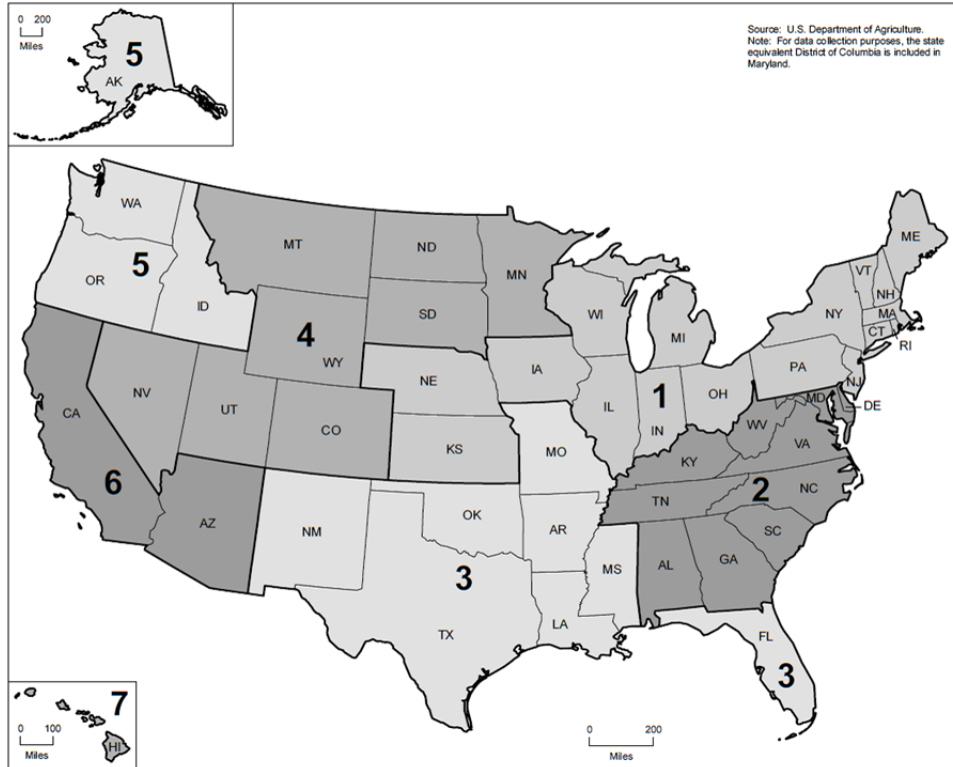 0 200
Miles
5
AK
Source: U.S. Department of Agriculture.
Note: For data collection purposes, the state
equivalent District of Columbia is included in
Maryland.
WA
OR
5
ID
MT
ND
MN
SD
4
WY
WI
MI
ME
VT
NH
NY
MA
CT
RI
PA
NJ
NE
IA
IL
1
IN
OH
MD
DE
CA
NV
UT
CO
KS
MO
WV
VA
KY
6
AZ
NM
OK
AR
TN
2
NC
SC
3
TX
LA
MS
AL
GA
FL
3
7
HI
0 100
Miles
0 200
Miles